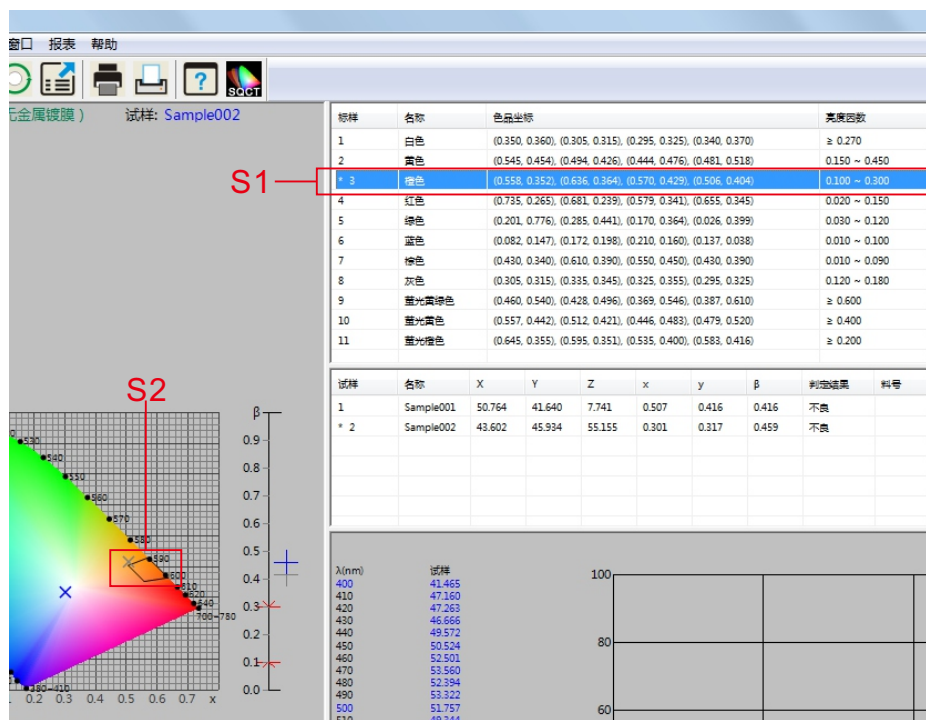 窗口 报表 帮助
SQCT
元金属镀膜） 试样: Sample002
标样 名称 色品坐标 亮度因数
1 白色 (0.350, 0.360), (0.305, 0.315), (0.295, 0.325), (0.340, 0.370) ≥ 0.270
2 黄色 (0.545, 0.454), (0.494, 0.426), (0.444, 0.476), (0.481, 0.518) 0.150 ~ 0.450
S1
* 3 橙色 (0.558, 0.352), (0.636, 0.364), (0.570, 0.429), (0.506, 0.404) 0.100 ~ 0.300
4 红色 (0.735, 0.265), (0.681, 0.239), (0.579, 0.341), (0.655, 0.345) 0.020 ~ 0.150
5 绿色 (0.201, 0.776), (0.285, 0.441), (0.170, 0.364), (0.026, 0.399) 0.030 ~ 0.120
6 蓝色 (0.082, 0.147), (0.172, 0.198), (0.210, 0.160), (0.137, 0.038) 0.010 ~ 0.100
7 棕色 (0.430, 0.340), (0.610, 0.390), (0.550, 0.450), (0.430, 0.390) 0.010 ~ 0.090
8 灰色 (0.305, 0.315), (0.335, 0.345), (0.325, 0.355), (0.295, 0.325) 0.120 ~ 0.180
9 萤光黄绿色 (0.460, 0.540), (0.428, 0.496), (0.369, 0.546), (0.387, 0.610) ≥ 0.600
10 萤光黄色 (0.557, 0.442), (0.512, 0.421), (0.446, 0.483), (0.479, 0.520) ≥ 0.400
11 萤光橙色 (0.645, 0.355), (0.595, 0.351), (0.535, 0.400), (0.583, 0.416) ≥ 0.200
试样 名称 X Y Z x y β 判定结果 料号
1 Sample001 50.764 41.640 7.741 0.507 0.416 0.416 不良
* 2 Sample002 43.602 45.934 55.155 0.301 0.317 0.459 不良
S2
β
0.9
0.8
0.7
0.6
0.5
0.4
0.3
0.2
0.1
0.0
530
540
550
560
570
580
590
600
610
620
640
700-780
380-410
0.2 0.3 0.4 0.5 0.6 0.7 x
λ(nm) 试样
400 41.465
410 47.160
420 47.263
430 46.666
440 49.572
450 50.524
460 52.501
470 53.560
480 52.394
490 53.322
500 51.757
510 49.344
100
80
60